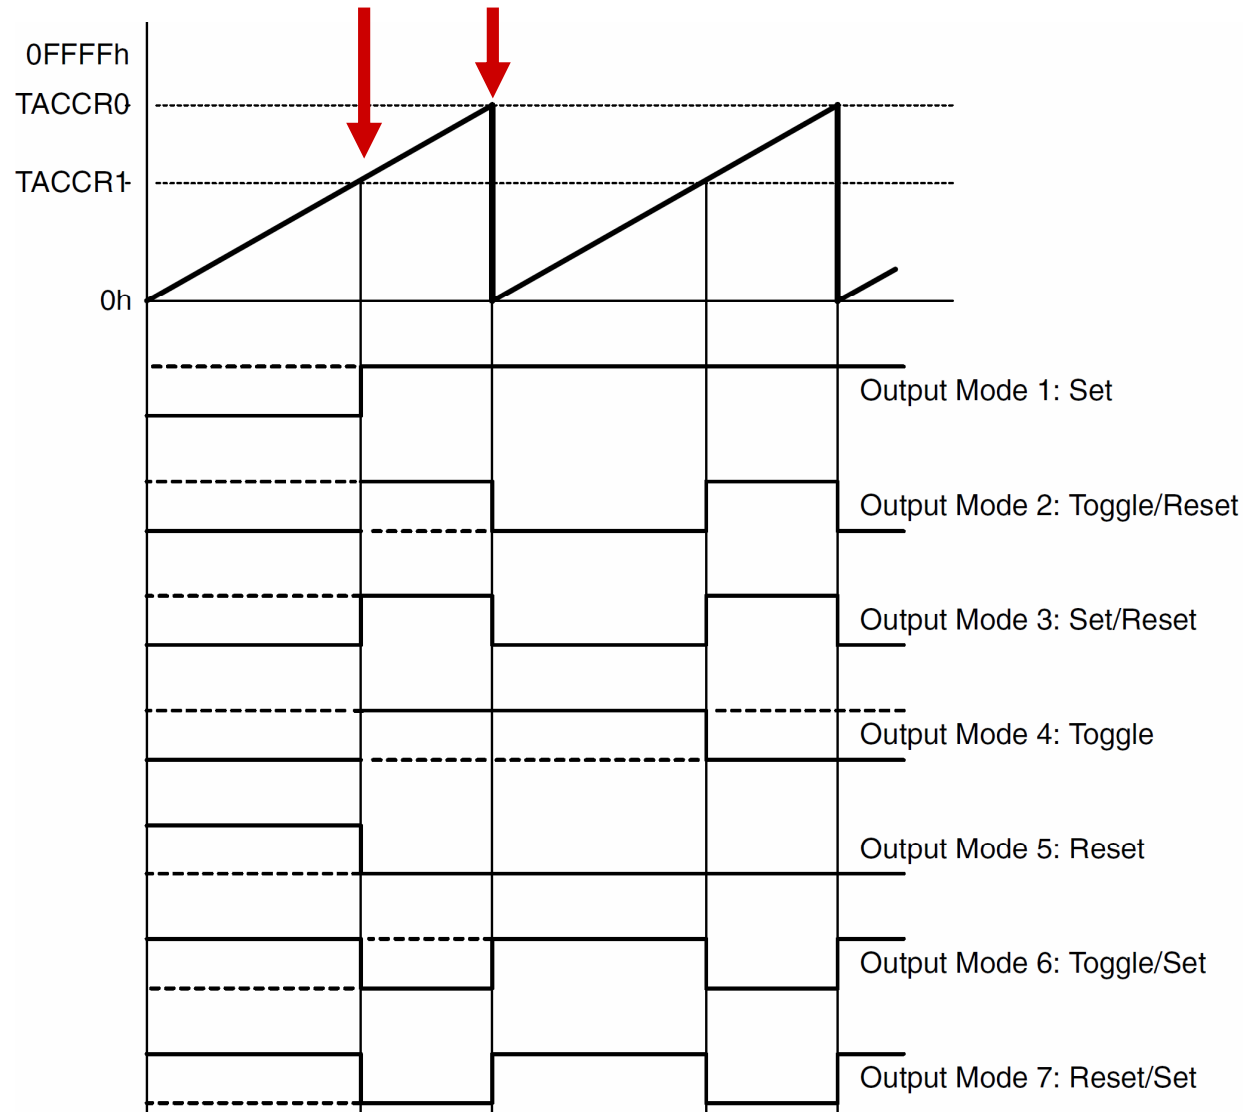 0FFFFh
TACCR0
TACCR1
0h
Output Mode 1: Set
Output Mode 2: Toggle/Reset
Output Mode 3: Set/Reset
Output Mode 4: Toggle
Output Mode 5: Reset
Output Mode 6: Toggle/Set
Output Mode 7: Reset/Set